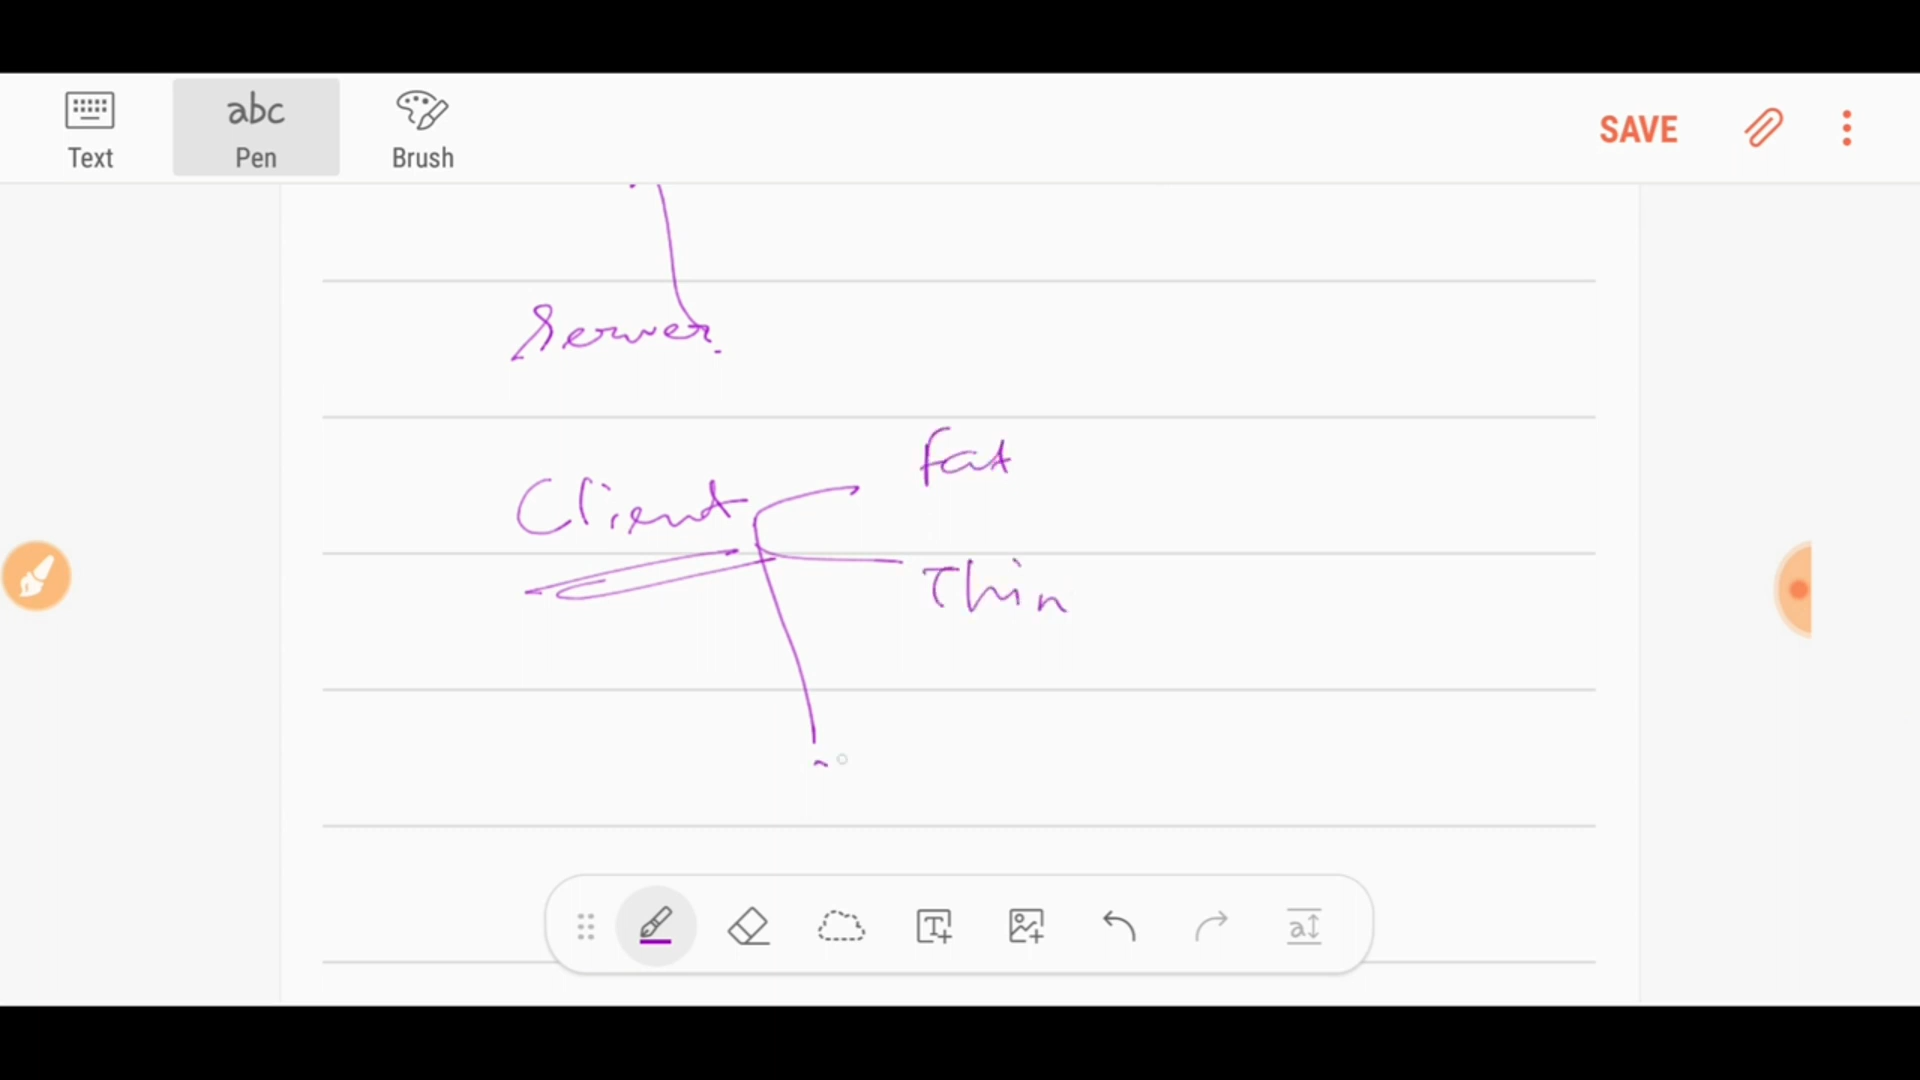 abc
Text Pen Brush SAVE
Server.
Fat
Client
Thin